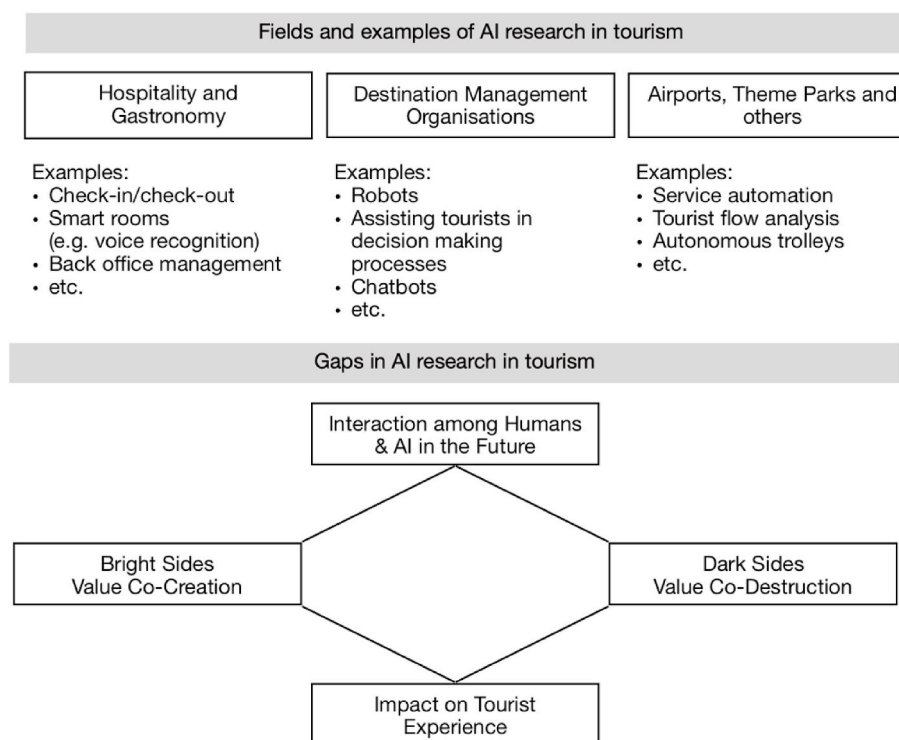 Fields and examples of AI research in tourism
Hospitality and
Gastronomy
Examples:
• Check-in/check-out
• Smart rooms
(e.g. voice recognition)
• Back office management
• etc.
Destination Management
Organisations
Examples:
• Robots
• Assisting tourists in
decision making
processes
• Chatbots
• etc.
Airports, Theme Parks and
others
Examples:
• Service automation
• Tourist flow analysis
• Autonomous trolleys
• etc.
Gaps in AI research in tourism
Interaction among Humans
& AI in the Future
Bright Sides
Value Co-Creation
Dark Sides
Value Co-Destruction
Impact on Tourist
Experience